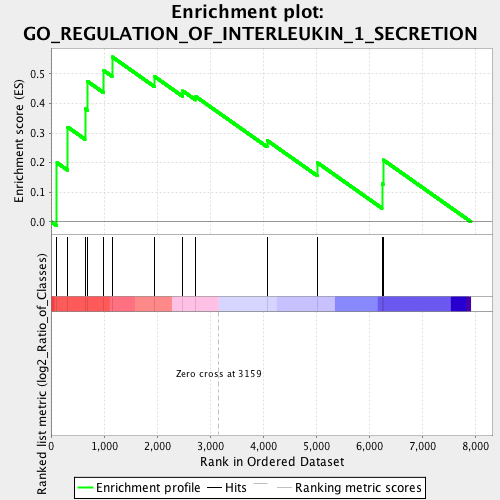 Enrichment plot:
GO_REGULATION_OF_INTERLEUKIN_1_SECRETION
Enrichment score (ES)
0.5
0.4
0.3
0.2
0.1
0.0
Ranked list metric (log2_Ratio_of_Classes)
Zero cross at 3159
0 1,000 2,000 3,000 4,000 5,000 6,000 7,000 8,000
Rank in Ordered Dataset
Enrichment profile Hits Ranking metric scores